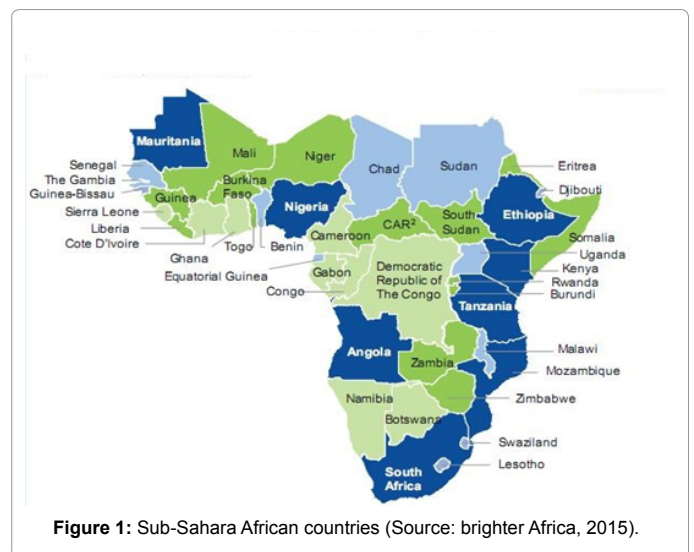 Mauritania
Mali
Niger
Chad
Sudan
Eritrea
Senegal
The Gambia
Guinea-Bissau
Guinea
Burkina
Faso
Nigeria
Djibouti
Ethiopia
Sierra Leone
Liberia
Cote D'Ivoire
Ghana
Togo
Benin
Cameroon
CAR²
South
Sudan
Somalia
Uganda
Equatorial Guinea
Gabon
Congo
Democratic
Republic of
The Congo
Kenya
Rwanda
Burundi
Tanzania
Angola
Zambia
Malawi
Mozambique
Zimbabwe
Namibia
Botswana
Swaziland
Lesotho
South
Africa
Figure 1: Sub-Sahara African countries (Source: brighter Africa, 2015).